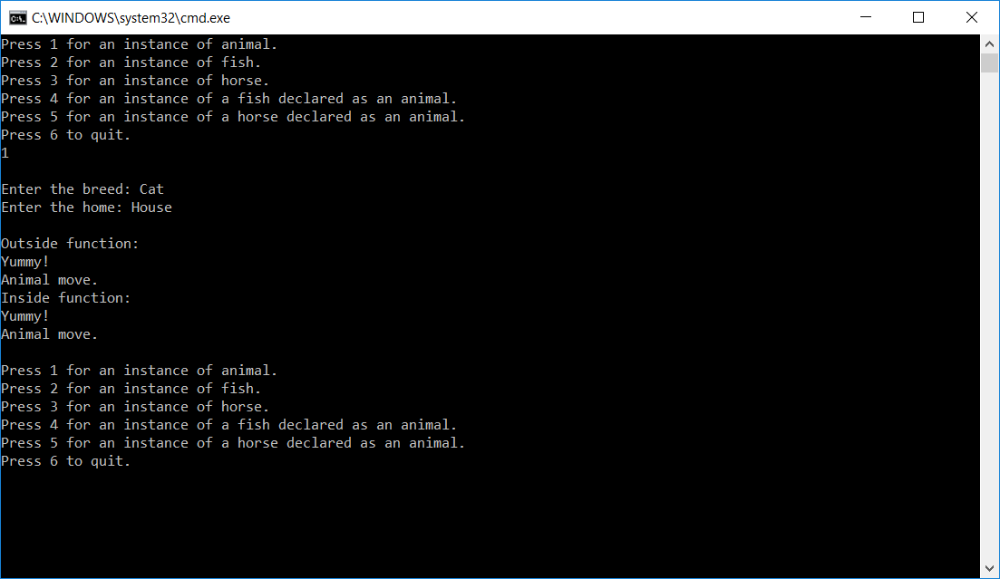 C:\WINDOWS\system32\cmd.exe
Press 1 for an instance of animal.
Press 2 for an instance of fish.
Press 3 for an instance of horse.
Press 4 for an instance of a fish declared as an animal.
Press 5 for an instance of a horse declared as an animal.
Press 6 to quit.
1
Enter the breed: Cat
Enter the home: House
Outside function:
Yummy!
Animal move.
Inside function:
Yummy!
Animal move.
Press 1 for an instance of animal.
Press 2 for an instance of fish.
Press 3 for an instance of horse.
Press 4 for an instance of a fish declared as an animal.
Press 5 for an instance of a horse declared as an animal.
Press 6 to quit.